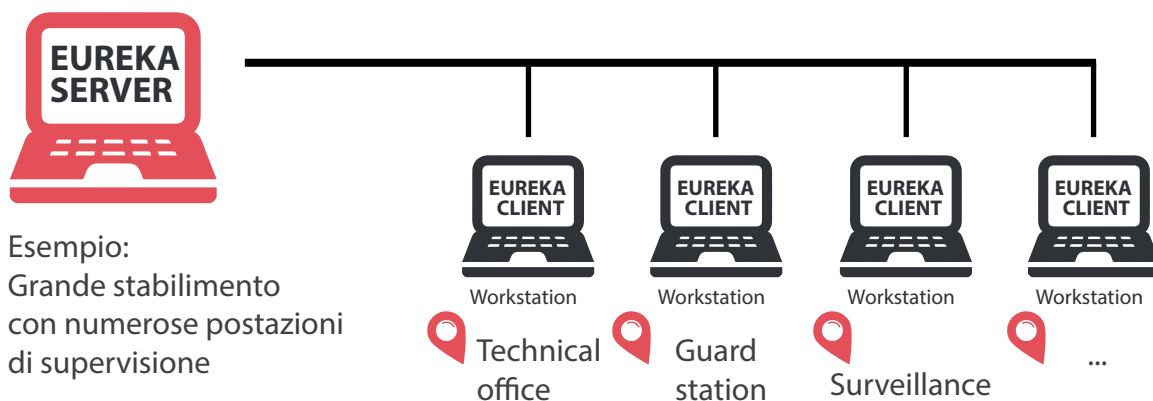 EUREKA
SERVER
EUREKA
CLIENT
EUREKA
CLIENT
EUREKA
CLIENT
EUREKA
CLIENT
Esempio:
Grande stabilimento
con numerose postazioni
di supervisione
Workstation
Workstation
Workstation
Workstation
Technical
office
Guard
station
Surveillance
...